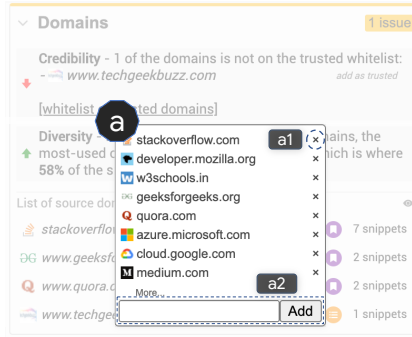 Domains
1 issue
Credibility - 1 of the domains is not on the trusted whitelist:
- www.techgeekbuzz.com
add as trusted
[whitelist ted domains]
a
Diversity - ains, the
most-used hich is where
58% of the s
stackoverflow.com a1 ×
developer.mozilla.org ×
w3schools.in ×
geeksforgeeks.org ×
quora.com ×
azure.microsoft.com ×
cloud.google.com ×
medium.com ×
More...
a2
Add
List of source do
stackoverflo 7 snippets
www.geeksfo 2 snippets
www.quora.c 2 snippets
www.techge 1 snippets